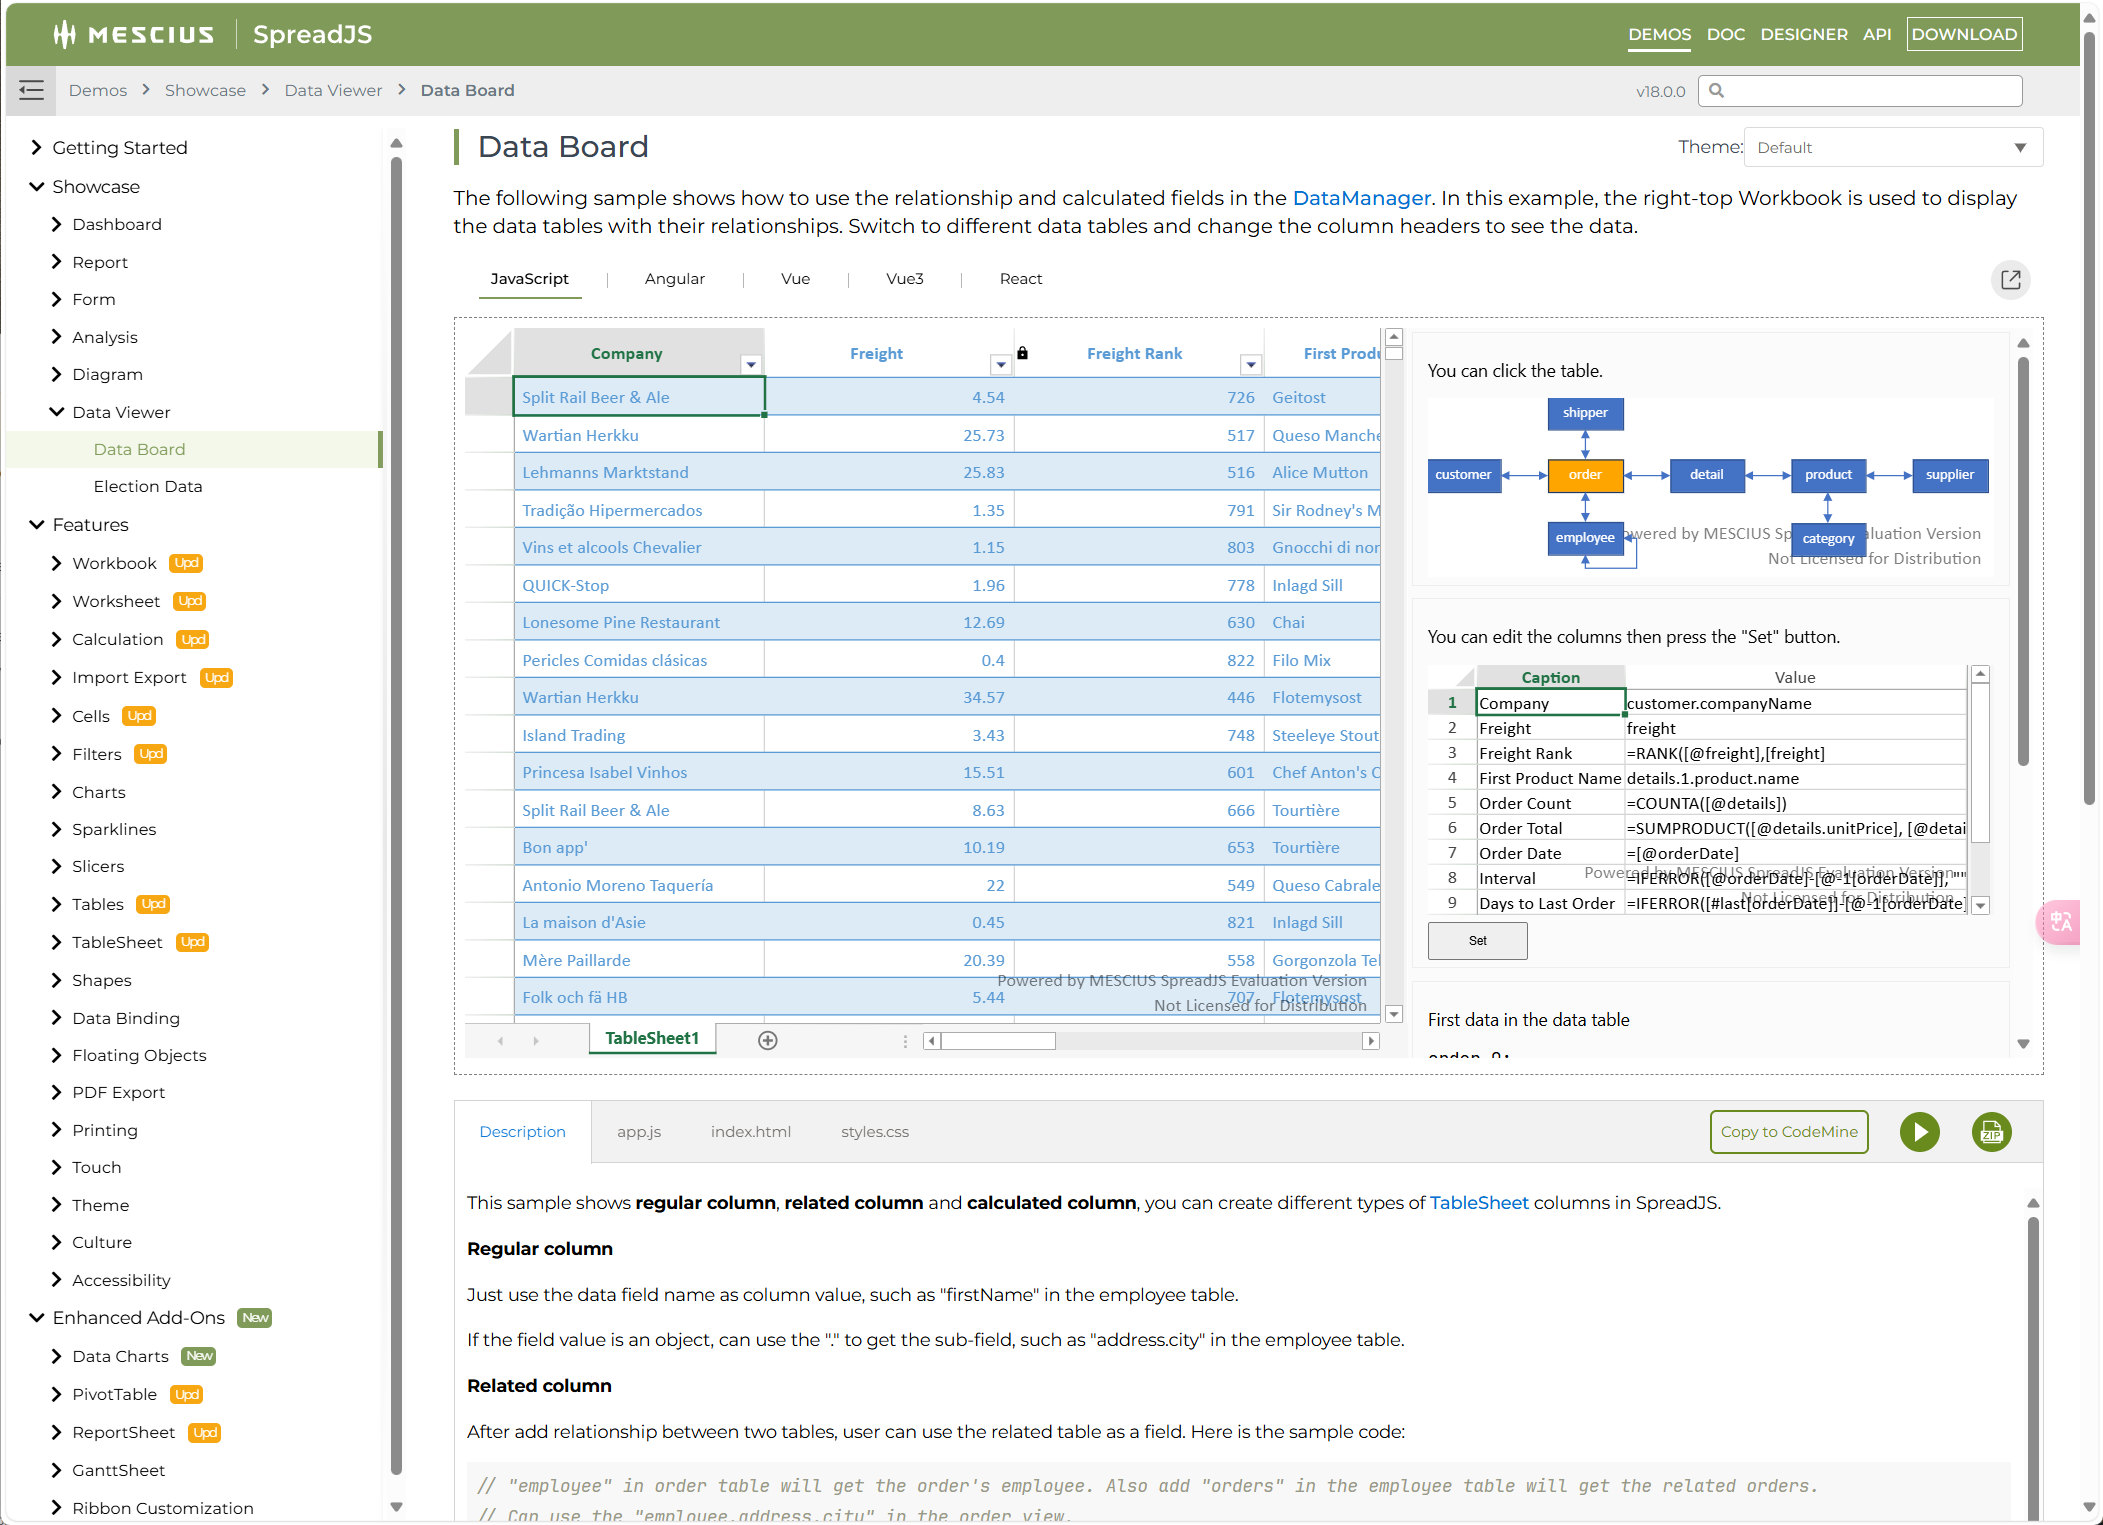 MESCIUS SpreadJS
DEMOS DOC DESIGNER API DOWNLOAD
Demos Showcase Data Viewer Data Board
v18.0.0
Getting Started
Showcase
Dashboard
Report
Form
Analysis
Diagram
Data Viewer
Data Board
Election Data
Features
Workbook Upd
Worksheet Upd
Calculation Upd
Import Export Upd
Cells Upd
Filters Upd
Charts
Sparklines
Slicers
Tables Upd
TableSheet Upd
Shapes
Data Binding
Floating Objects
PDF Export
Printing
Touch
Theme
Culture
Accessibility
Enhanced Add-Ons New
Data Charts New
PivotTable Upd
ReportSheet Upd
GanttSheet
Ribbon Customization
Data Board
Theme: Default
The following sample shows how to use the relationship and calculated fields in the DataManager. In this example, the right-top Workbook is used to display
the data tables with their relationships. Switch to different data tables and change the column headers to see the data.
JavaScript | Angular | Vue | Vue3 | React
Company Freight Freight Rank First Produ
Split Rail Beer & Ale 4.54 726 Geitost
Wartian Herkku 25.73 517 Queso Manche
Lehmanns Marktstand 25.83 516 Alice Mutton
Tradição Hipermercados 1.35 791 Sir Rodney's M
Vins et alcools Chevalier 1.15 803 Gnocchi di nor
QUICK-Stop 1.96 778 Inlagd Sill
Lonesome Pine Restaurant 12.69 630 Chai
Pericles Comidas clásicas 0.4 822 Filo Mix
Wartian Herkku 34.57 446 Flotemysost
Island Trading 3.43 748 Steeleye Stout
Princesa Isabel Vinhos 15.51 601 Chef Anton's C
Split Rail Beer & Ale 8.63 666 Tourtière
Bon app' 10.19 653 Tourtière
Antonio Moreno Taquería 22 549 Queso Cabrale
La maison d'Asie 0.45 821 Inlagd Sill
Mère Paillarde 20.39 558 Gorgonzola Tel
Folk och fä HB 5.44 707 Flotemysost
Powered by MESCIUS SpreadJS Evaluation Version
Not Licensed for Distribution
TableSheet1
You can click the table.
shipper
customer order detail product supplier
employee category
wered by MESCIUS Sp aluation Version
Not Licensed for Distribution
You can edit the columns then press the "Set" button.
Caption Value
1 Company customer.companyName
2 Freight freight
3 Freight Rank =RANK([@freight],[freight]
4 First Product Name details.1.product.name
5 Order Count =COUNTA([@details])
6 Order Total =SUMPRODUCT([@details.unitPrice], [@detai
7 Order Date =[@orderDate]
8 Interval =IFERROR([@orderDate]-[@-1[orderDate]], ""
9 Days to Last Order =IFERROR([#last[orderDate]]-[@-1[orderDate]
Powered by MESCIUS SpreadJS Evaluation Version
Not Licensed for Distribution
Set
First data in the data table
Description app.js index.html styles.css
Copy to CodeMine
ZIP
This sample shows regular column, related column and calculated column, you can create different types of TableSheet columns in SpreadJS.
Regular column
Just use the data field name as column value, such as "firstName" in the employee table.
If the field value is an object, can use the "." to get the sub-field, such as "address.city" in the employee table.
Related column
After add relationship between two tables, user can use the related table as a field. Here is the sample code:
// "employee" in order table will get the order's employee. Also add "orders" in the employee table will get the related orders.
// Can use the "employee.address.city" in the order view.
中 A